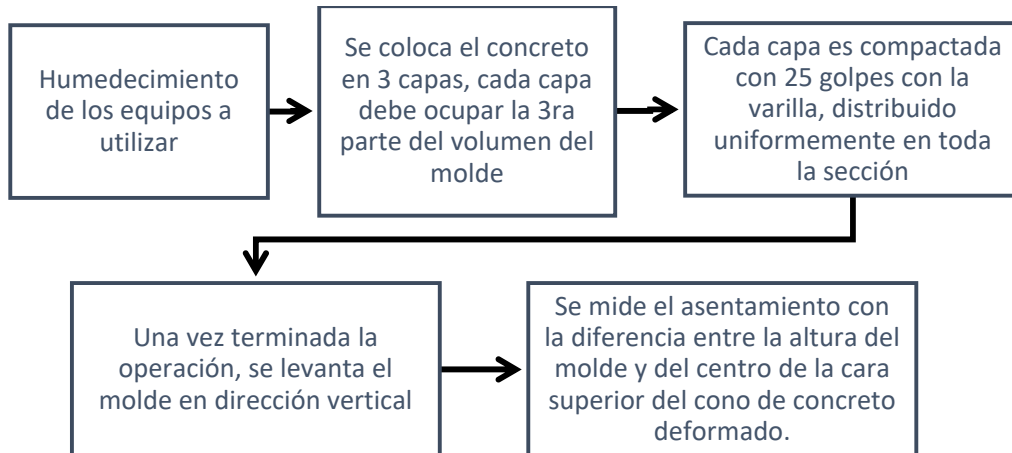 Humedecimiento
de los equipos a
utilizar
Se coloca el concreto
en 3 capas, cada capa
debe ocupar la 3ra
parte del volumen del
molde
Cada capa es compactada
con 25 golpes con la
varilla, distribuido
uniformemente en toda
la sección
Una vez terminada la
operación, se levanta el
molde en dirección vertical
Se mide el asentamiento con
la diferencia entre la altura del
molde y del centro de la cara
superior del cono de concreto
deformado.